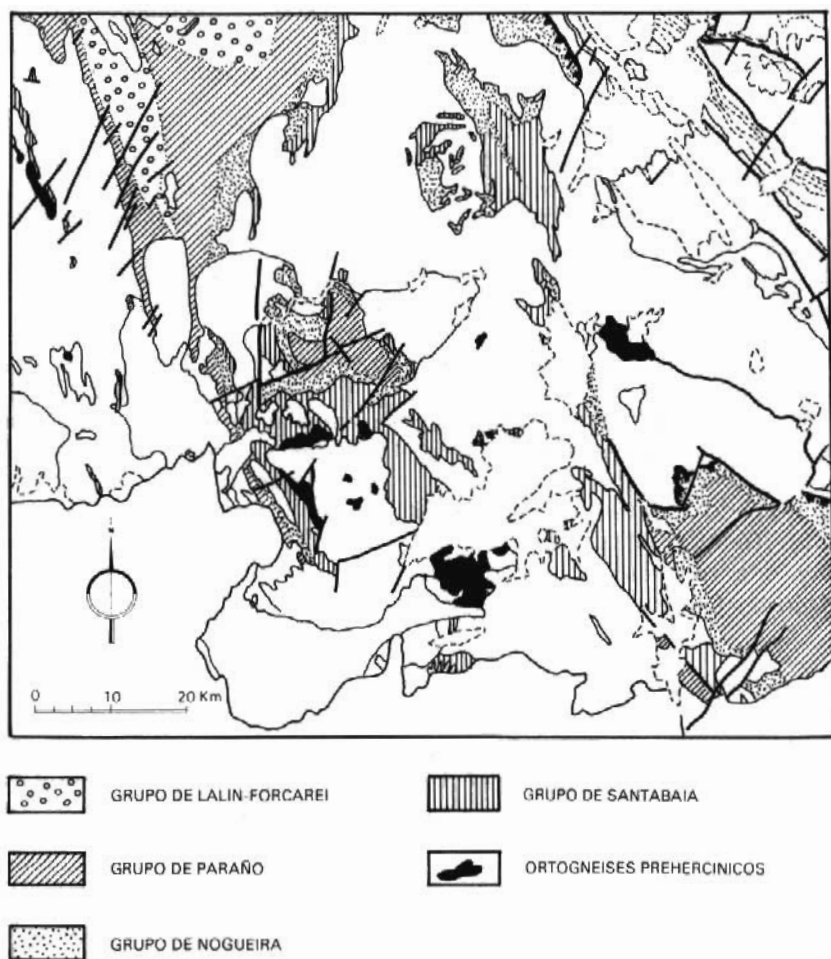 0 10 20 Km
GRUPO DE LALIN-FORCAREI
GRUPO DE PARAÑO
GRUPO DE NOGUEIRA
GRUPO DE SANTABAIA
ORTOGNEISES PREHERCINICOS